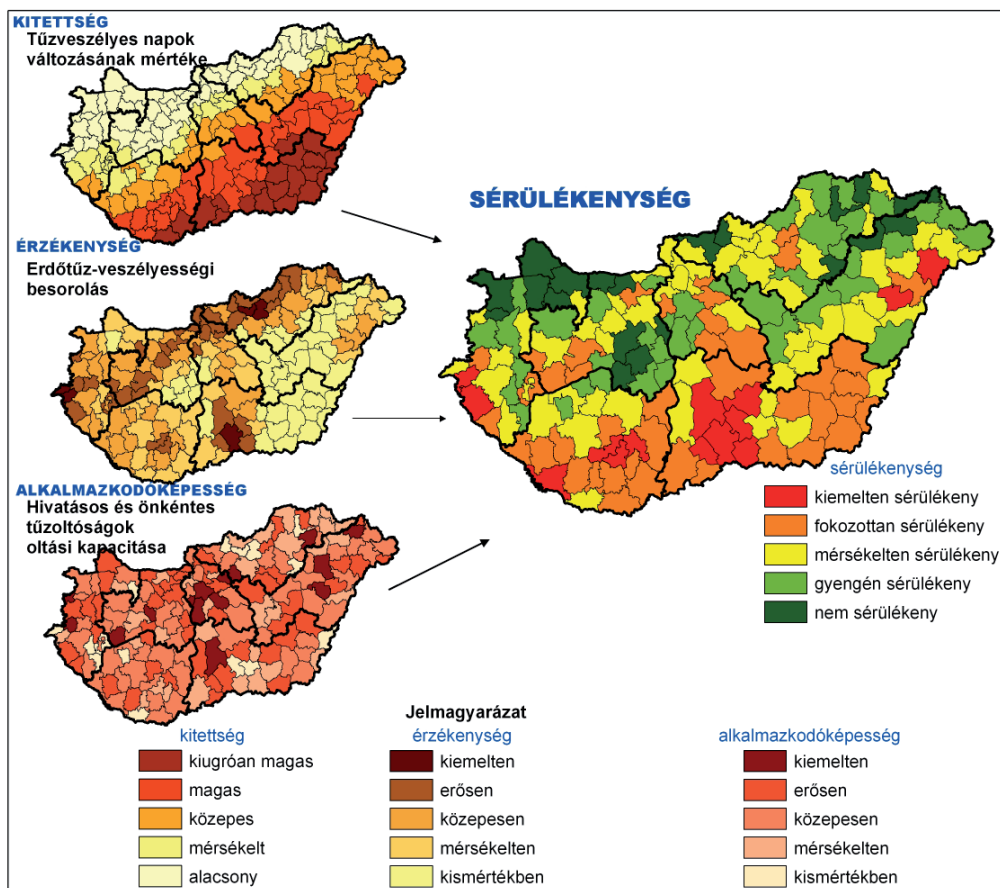 KITETTSÉG
Tűzveszélyes napok
változásának mértéke
ÉRZÉKENYSÉG
Erdőtűz-veszélyességi
besorolás
ALKALMAZKODÓKÉPESSÉG
Hivatásos és önkéntes
tűzoltóságok
oltási kapacitása
SÉRÜLÉKENYSÉG
sérülékenység
kiemelten sérülékeny
fokozottan sérülékeny
mérsékelten sérülékeny
gyengén sérülékeny
nem sérülékeny
Jelmagyarázat
kitettség
kiugróan magas
magas
közepes
mérsékelt
alacsony
érzékenység
kiemelten
erősen
közepesen
mérsékelten
kismértékben
alkalmazkodóképesség
kiemelten
erősen
közepesen
mérsékelten
kismértékben